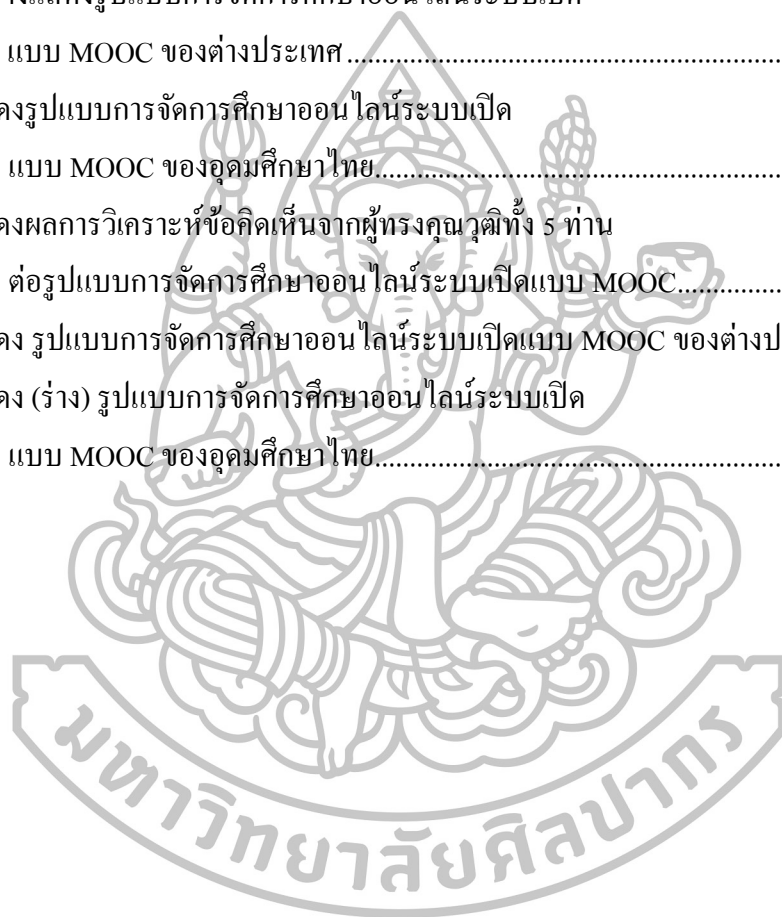 แบบ MOOC ของต่างประเทศ.............................................................
รูปแบบการจัดการศึกษาออนไลน์ระบบเปิด
แบบ MOOC ของอุดมศึกษาไทย.........................................................
ผลการวิเคราะห์ข้อคิดเห็นจากผู้ทรงคุณวุฒิทั้ง 5 ท่าน
ต่อรูปแบบการจัดการศึกษาออนไลน์ระบบเปิดแบบ MOOC...............
รูปแบบการจัดการศึกษาออนไลน์ระบบเปิดแบบ MOOC ของต่างป
(ร่าง) รูปแบบการจัดการศึกษาออนไลน์ระบบเปิด
แบบ MOOC ของอุดมศึกษาไทย.........................................................
มหาวิทยาลัยศิลปากร